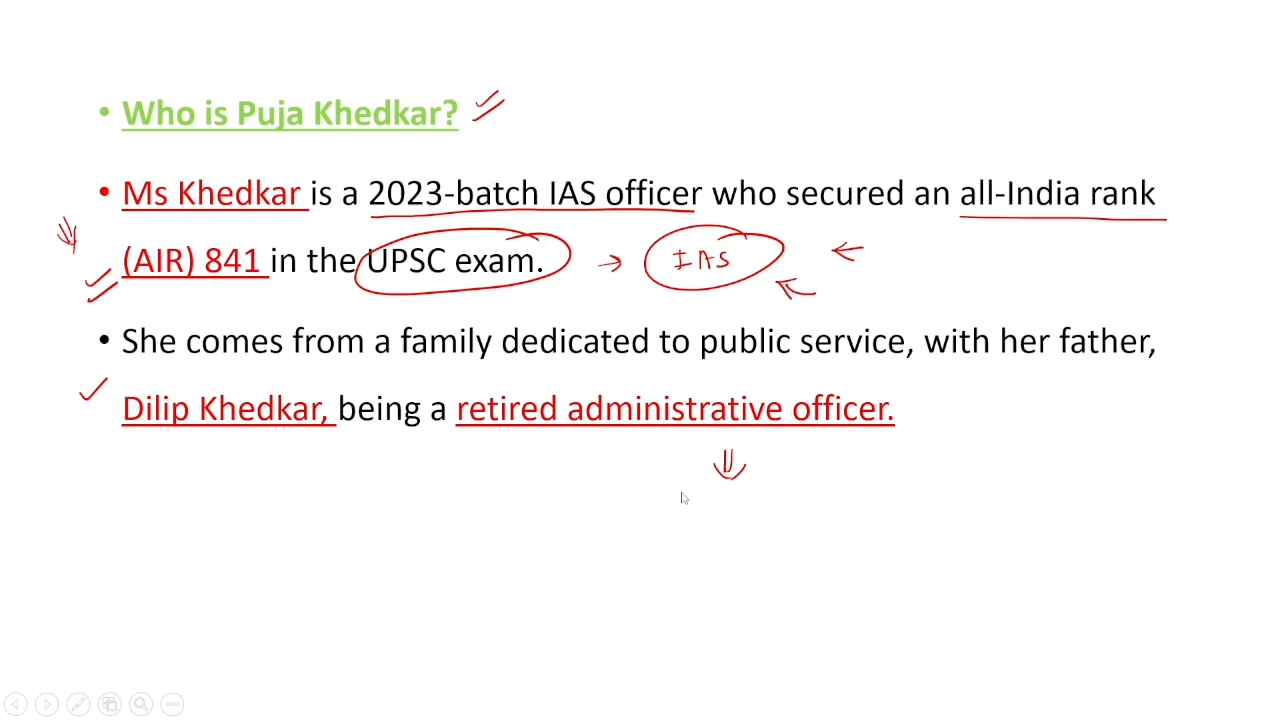 • Who is Puja Khedkar?
• Ms Khedkar is a 2023-batch IAS officer who secured an all-India rank
(AIR) 841 in the UPSC exam. → IAS
• She comes from a family dedicated to public service, with her father,
Dilip Khedkar, being a retired administrative officer.